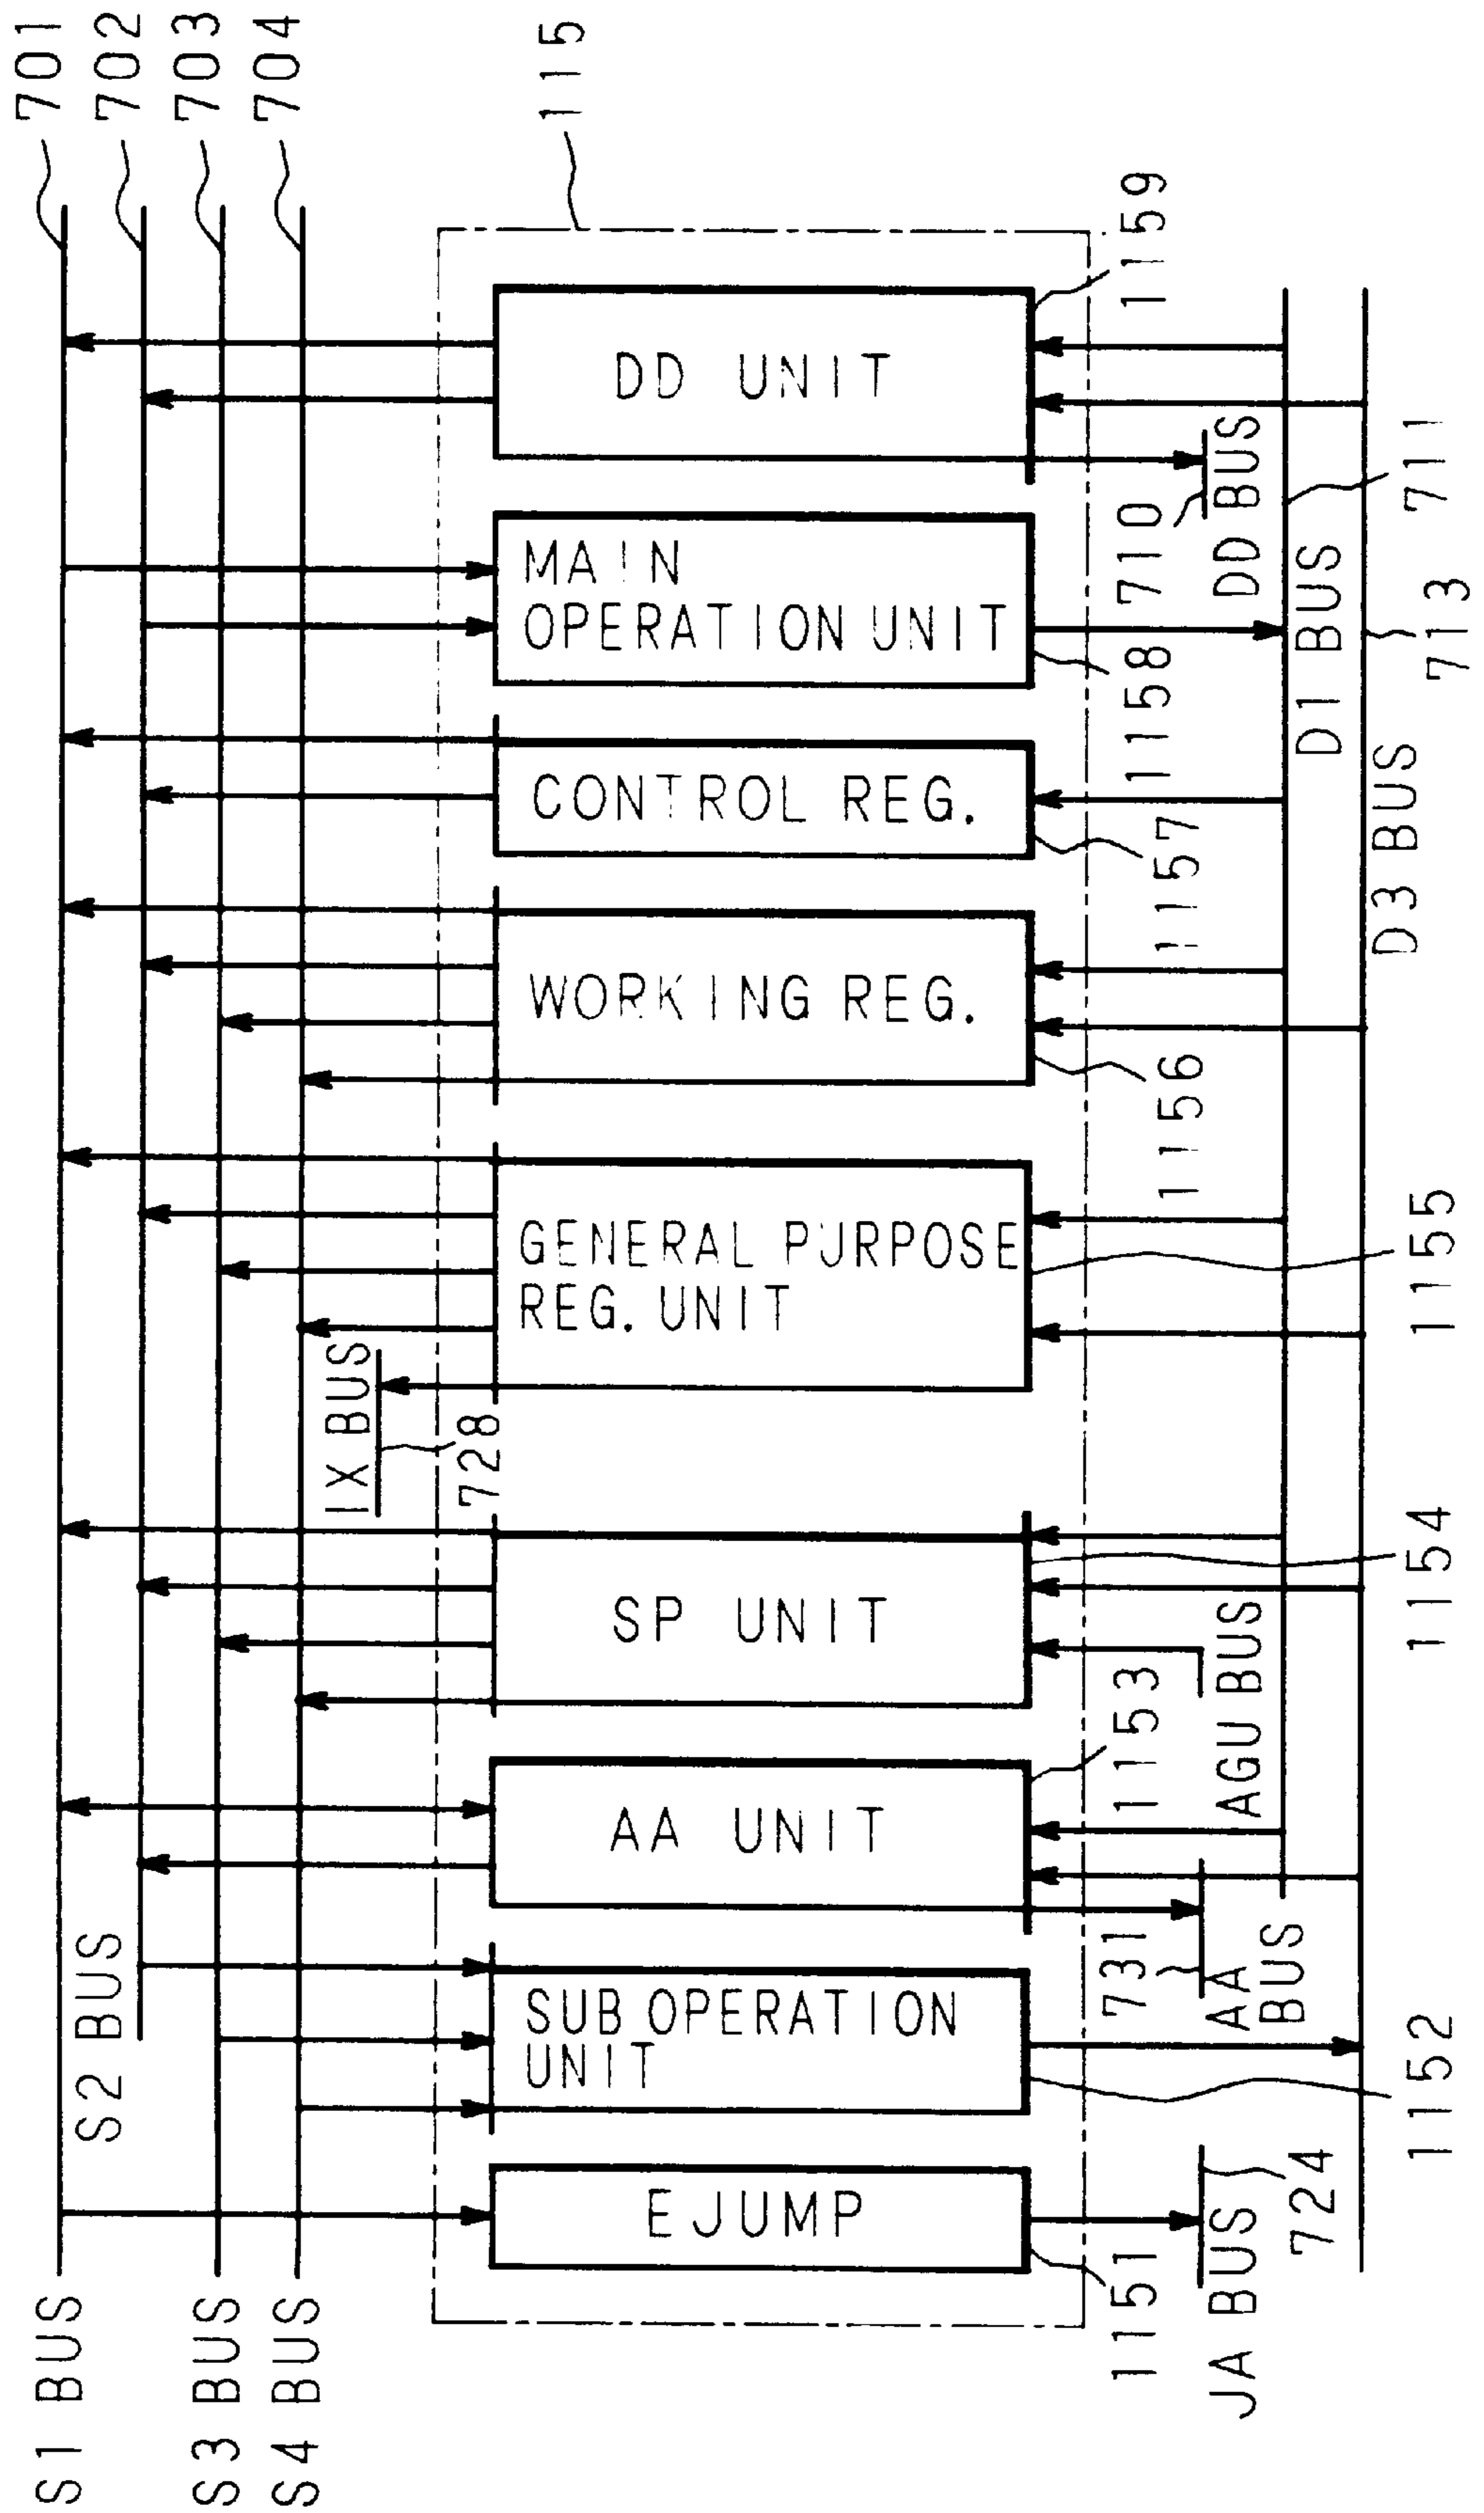 S1 BUS
S2 BUS
S3 BUS
S4 BUS
701
702
703
704
115
IX BUS
728
EJUMP
SUB OPERATION
UNIT
AA UNIT
SP UNIT
GENERAL PURPOSE
REG. UNIT
WORKING REG.
CONTROL REG.
MAIN
OPERATION UNIT
DD UNIT
1151
JA BUS
724
1152
731
AA
BUS
1153
AGU BUS
1154
1155
1156
1157
1158
710
DD BUS
1159
D1 BUS
711
D3 BUS
713